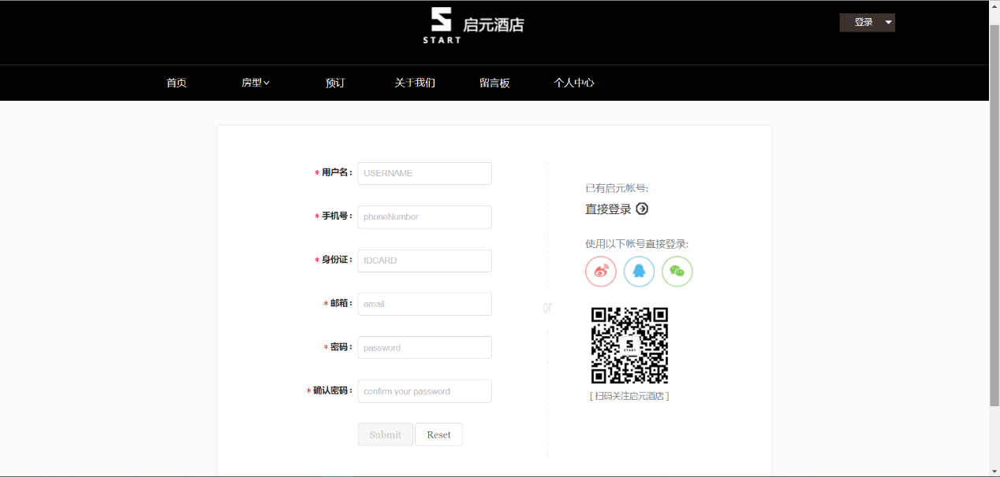 START 启元酒店
登录
首页 房型 预订 关于我们 留言板 个人中心
* 用户名: USERNAME
* 手机号: phoneNumber
* 身份证: IDCARD
* 邮箱: email
* 密码: password
* 确认密码: confirm your password
Submit Reset
or
已有启元帐号:
直接登录
使用以下帐号直接登录:
START
[ 扫码关注启元酒店 ]